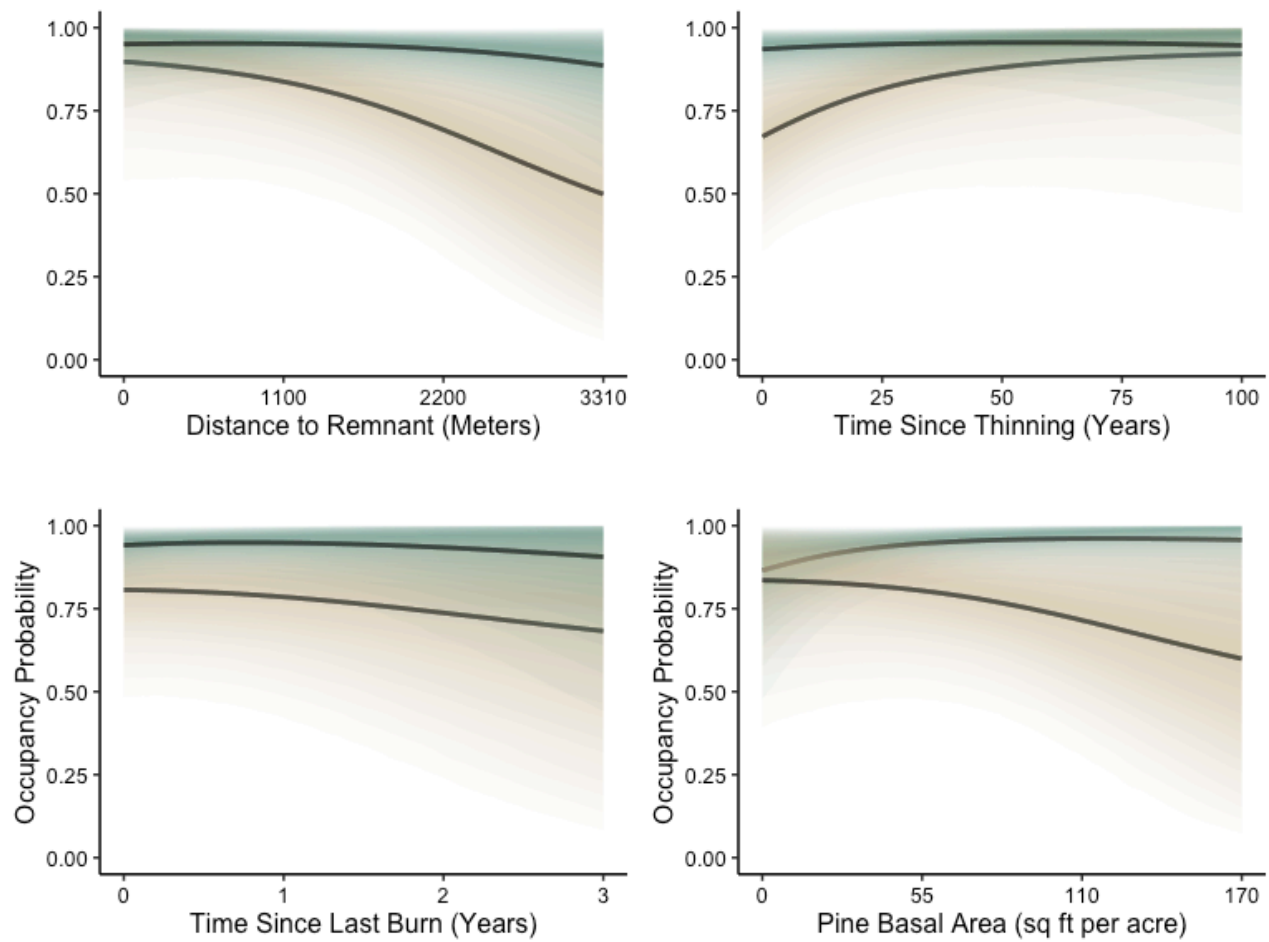 1.00
0.75
0.50
0.25
0.00
0 1100 2200 3310
Distance to Remnant (Meters)
1.00
0.75
0.50
0.25
0.00
0 25 50 75 100
Time Since Thinning (Years)
Occupancy Probability
1.00
0.75
0.50
0.25
0.00
0 1 2 3
Time Since Last Burn (Years)
Occupancy Probability
1.00
0.75
0.50
0.25
0.00
0 55 110 170
Pine Basal Area (sq ft per acre)